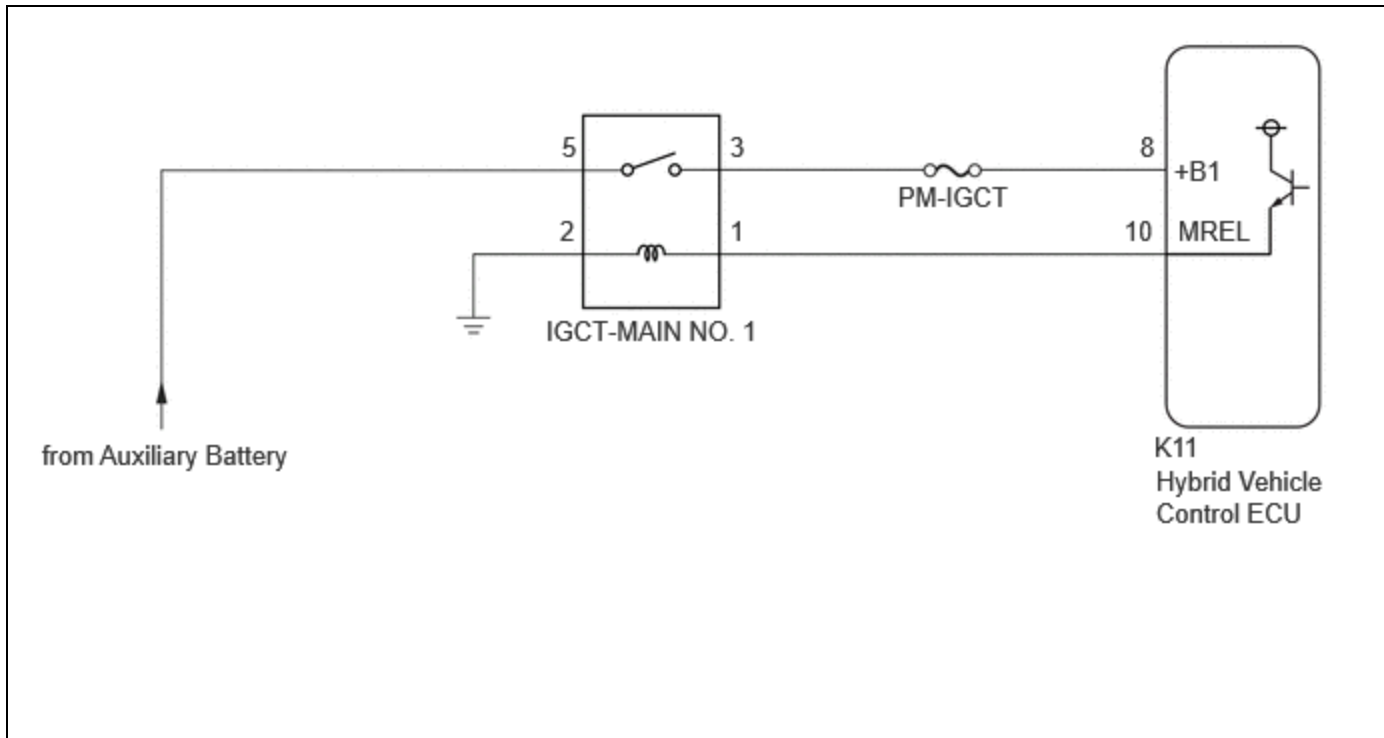 5
3
8
+B1
PM-IGCT
2
1
10
MREL
IGCT-MAIN NO. 1
from Auxiliary Battery
K11
Hybrid Vehicle
Control ECU